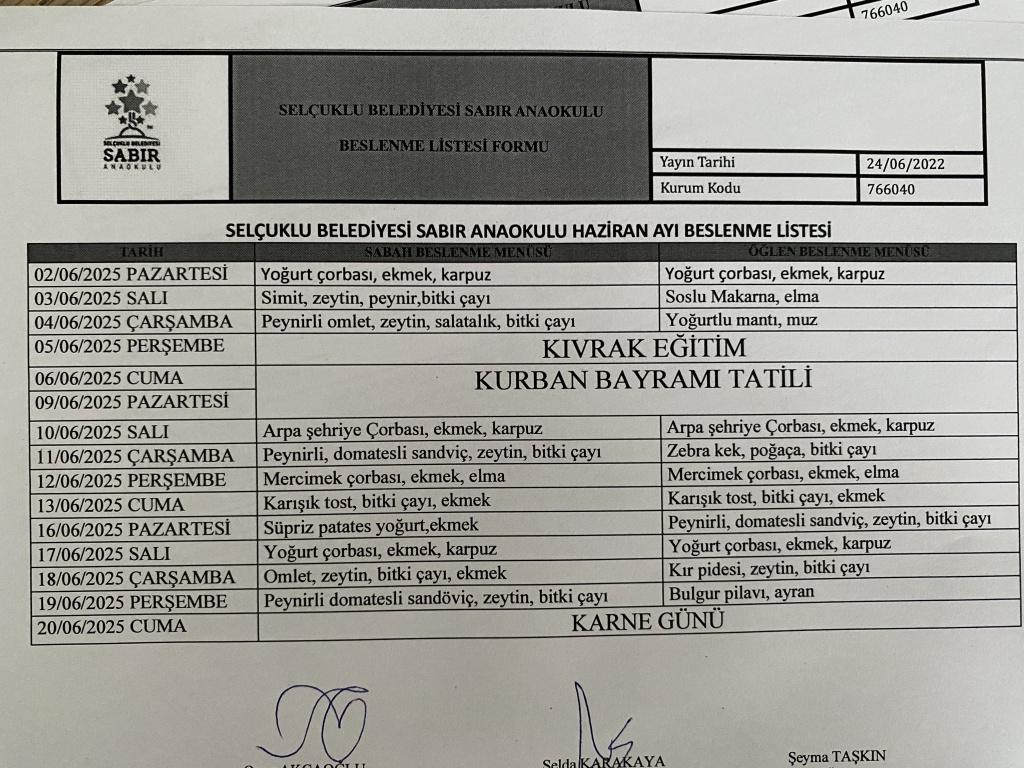 766040
SELÇUKLU BELEDİYESİ
SABIR
ANAOKULU
SELÇUKLU BELEDİYESİ SABIR ANAOKULU
BESLENME LİSTESİ FORMU
Yayın Tarihi 24/06/2022
Kurum Kodu 766040
SELÇUKLU BELEDİYESİ SABIR ANAOKULU HAZİRAN AYI BESLENME LİSTESİ
TARİH SABAH BESLENME MENÜSÜ ÖĞLEN BESLENME MENÜSÜ
02/06/2025 PAZARTESİ Yoğurt çorbası, ekmek, karpuz Yoğurt çorbası, ekmek, karpuz
03/06/2025 SALI Simit, zeytin, peynir,bitki çayı Soslu Makarna, elma
04/06/2025 ÇARŞAMBA Peynirli omlet, zeytin, salatalık, bitki çayı Yoğurtlu mantı, muz
05/06/2025 PERŞEMBE KIVRAK EĞİTİM
06/06/2025 CUMA KURBAN BAYRAMI TATİLİ
09/06/2025 PAZARTESİ
10/06/2025 SALI Arpa şehriye Çorbası, ekmek, karpuz Arpa şehriye Çorbası, ekmek, karpuz
11/06/2025 ÇARŞAMBA Peynirli, domatesli sandviç, zeytin, bitki çayı Zebra kek, poğaça, bitki çayı
12/06/2025 PERŞEMBE Mercimek çorbası, ekmek, elma Mercimek çorbası, ekmek, elma
13/06/2025 CUMA Karışık tost, bitki çayı, ekmek Karışık tost, bitki çayı, ekmek
16/06/2025 PAZARTESİ Süpriz patates yoğurt,ekmek Peynirli, domatesli sandviç, zeytin, bitki çayı
17/06/2025 SALI Yoğurt çorbası, ekmek, karpuz Yoğurt çorbası, ekmek, karpuz
18/06/2025 ÇARŞAMBA Omlet, zeytin, bitki çayı, ekmek Kır pidesi, zeytin, bitki çayı
19/06/2025 PERŞEMBE Peynirli domatesli sandöviç, zeytin, bitki çayı Bulgur pilavı, ayran
20/06/2025 CUMA KARNE GÜNÜ
Selda KARAKAYA Şeyma TAŞKIN